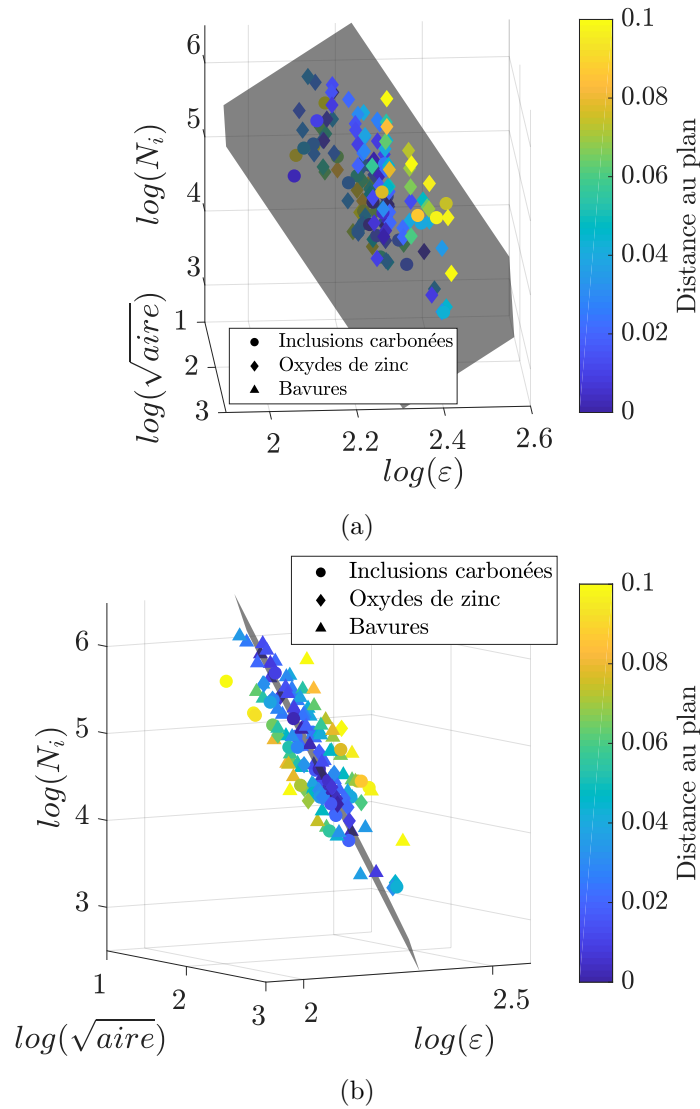 0.1
0.08
0.06
0.04
0.02
0
Distance au plan
6
5
4
3
log(N_i)
1
2
3
log(√aire)
2
2.2
2.4
2.6
log(ε)
Inclusions carbonées
Oxydes de zinc
Bavures
(a)
Inclusions carbonées
Oxydes de zinc
Bavures
0.1
0.08
0.06
0.04
0.02
0
Distance au plan
6
5
4
3
log(N_i)
1
2
3
log(√aire)
2
2.5
log(ε)
(b)